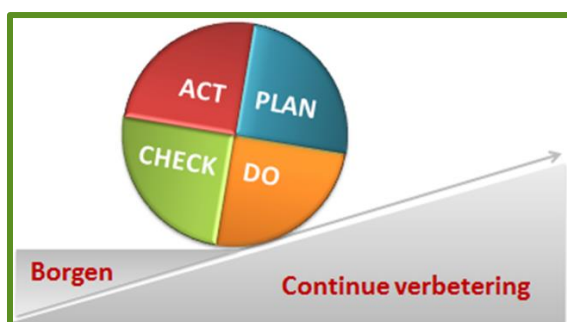 ACT
PLAN
CHECK
DO
Borgen
Continue verbetering